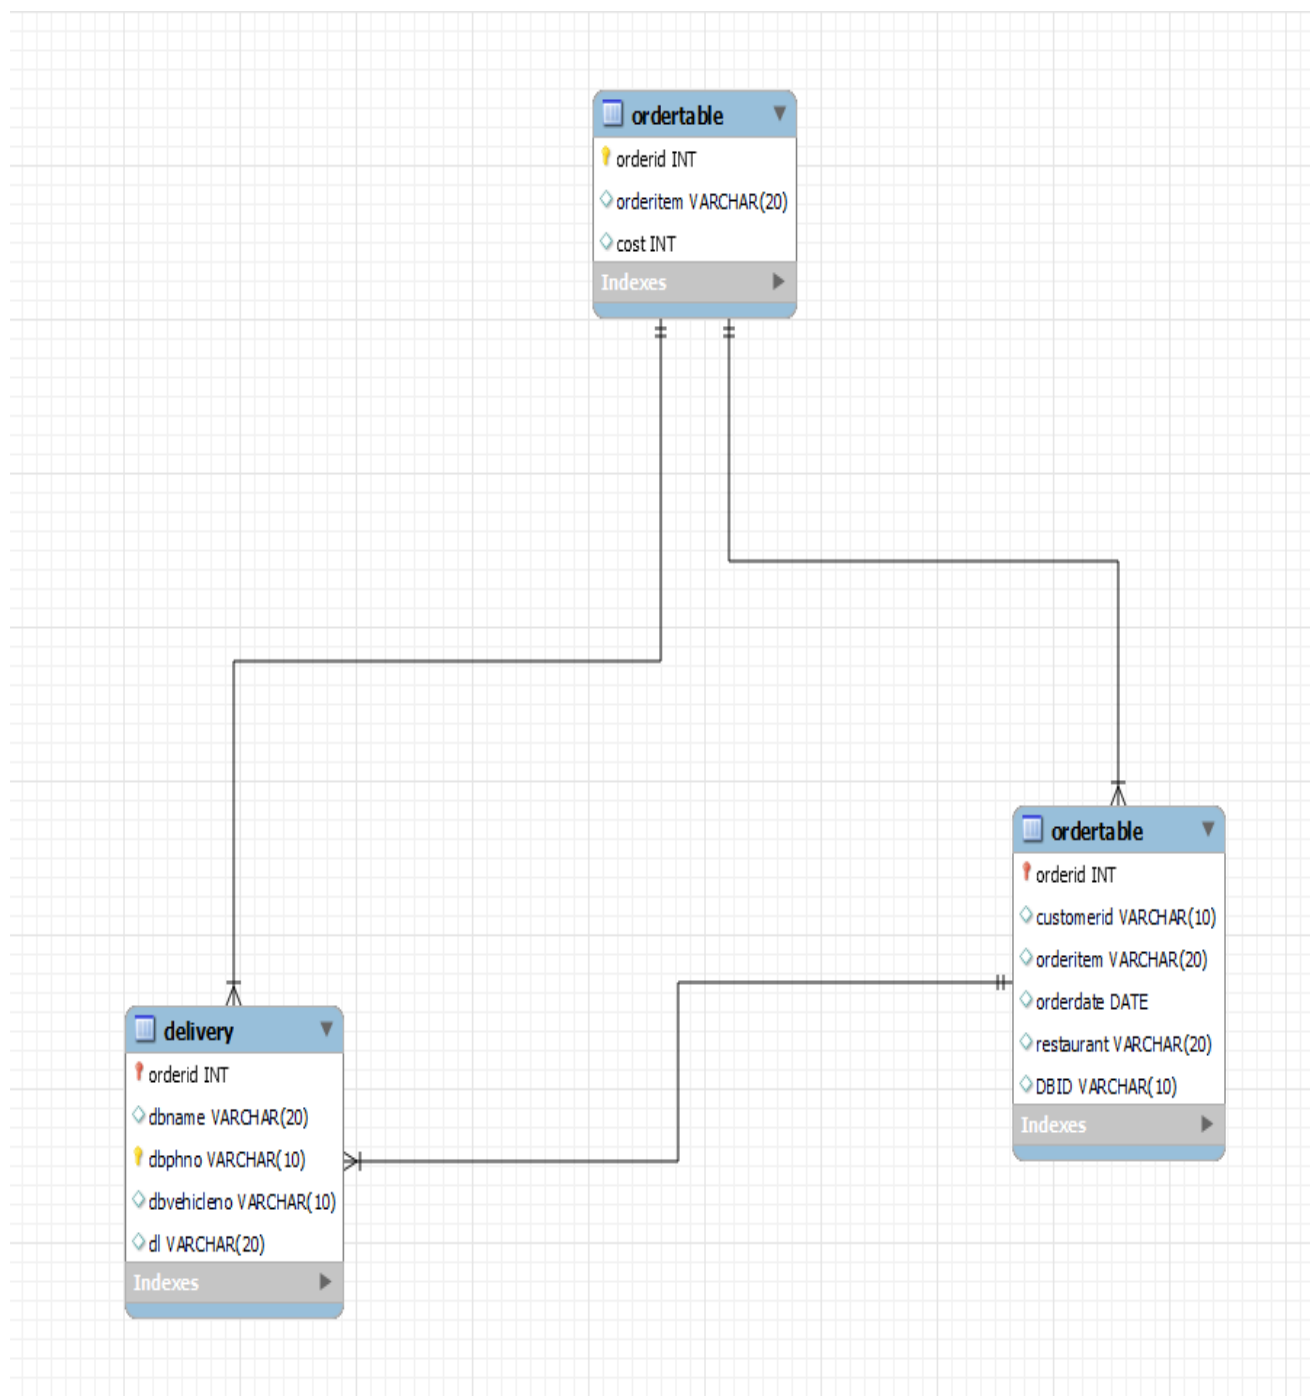 ordertable
orderid INT
orderitem VARCHAR(20)
cost INT
Indexes
ordertable
orderid INT
customerid VARCHAR(10)
orderitem VARCHAR(20)
orderdate DATE
restaurant VARCHAR(20)
DBID VARCHAR(10)
Indexes
delivery
orderid INT
dbname VARCHAR(20)
dbphno VARCHAR(10)
dbvehicleno VARCHAR(10)
dl VARCHAR(20)
Indexes